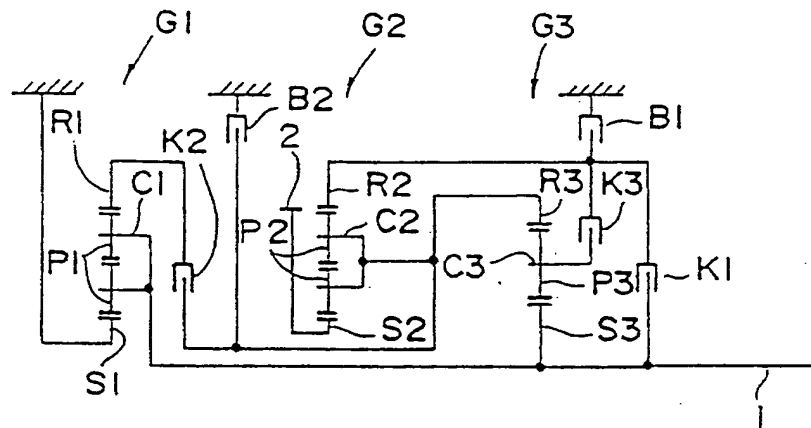 G1 G2 G3
B2 B1
R1 K2 2
C1 R2 R3 K3
P2 C2
P1 C3 K1
P3
S2 S3
S1
1